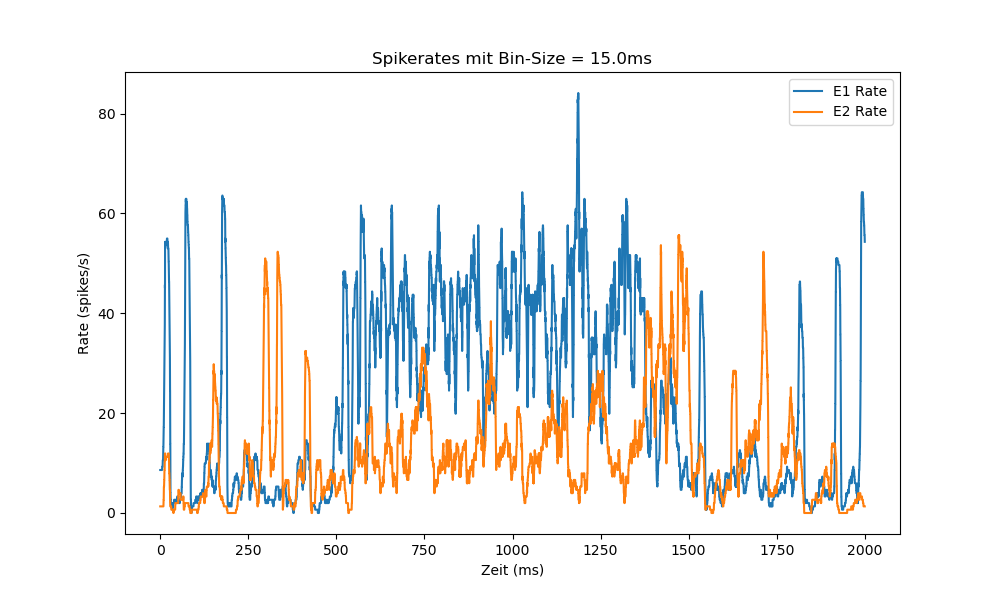 Spikerates mit Bin-Size = 15.0ms
E1 Rate
E2 Rate
80
60
40
20
0
Rate (spikes/s)
0 250 500 750 1000 1250 1500 1750 2000
Zeit (ms)